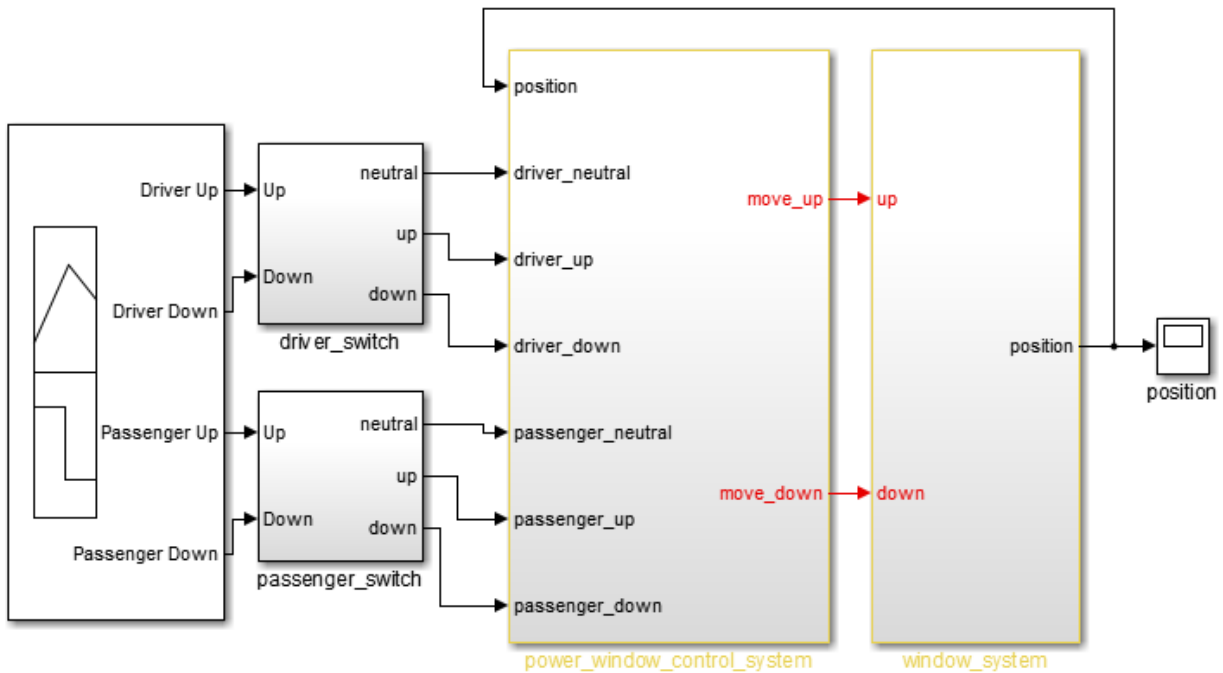 Driver Up
Driver Down
Passenger Up
Passenger Down
Up
Down
neutral
up
down
driver_switch
Up
Down
neutral
up
down
passenger_switch
position
driver_neutral
driver_up
driver_down
passenger_neutral
passenger_up
passenger_down
move_up
move_down
power_window_control_system
up
down
position
window_system
position